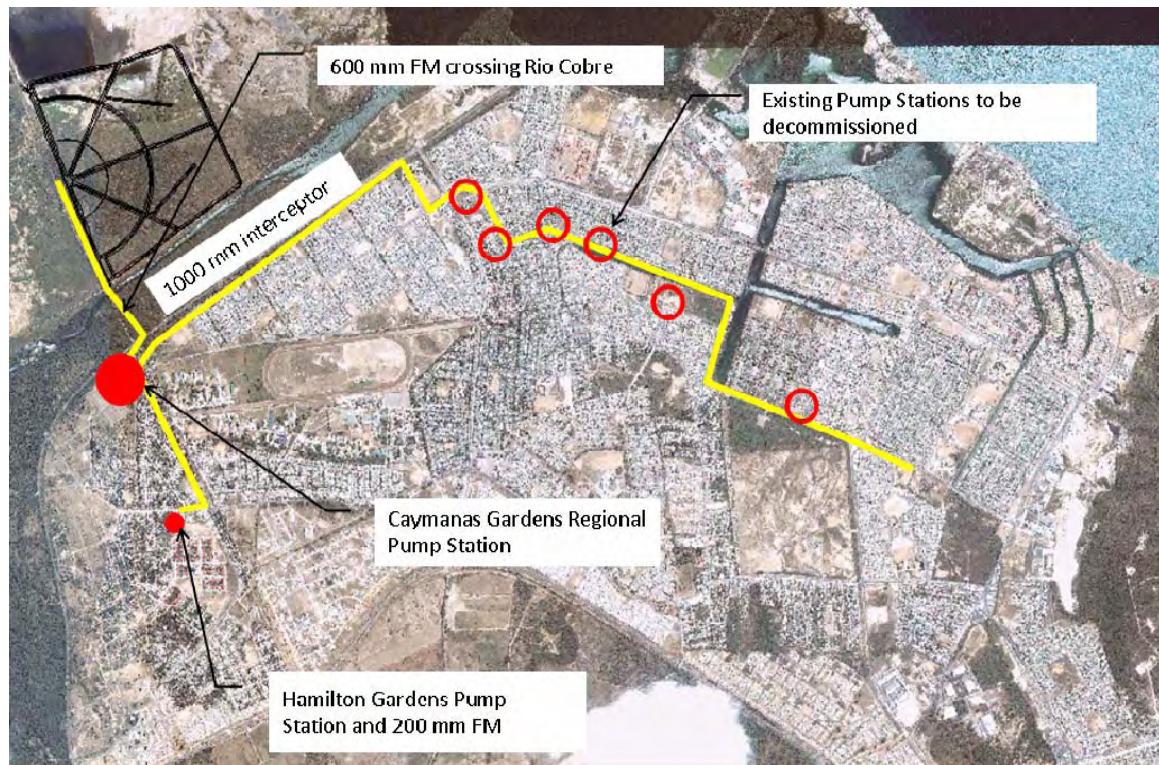 600 mm FM crossing Rio Cobre
Existing Pump Stations to be
decommissioned
1000 mm interceptor
Caymanas Gardens Regional
Pump Station
Hamilton Gardens Pump
Station and 200 mm FM